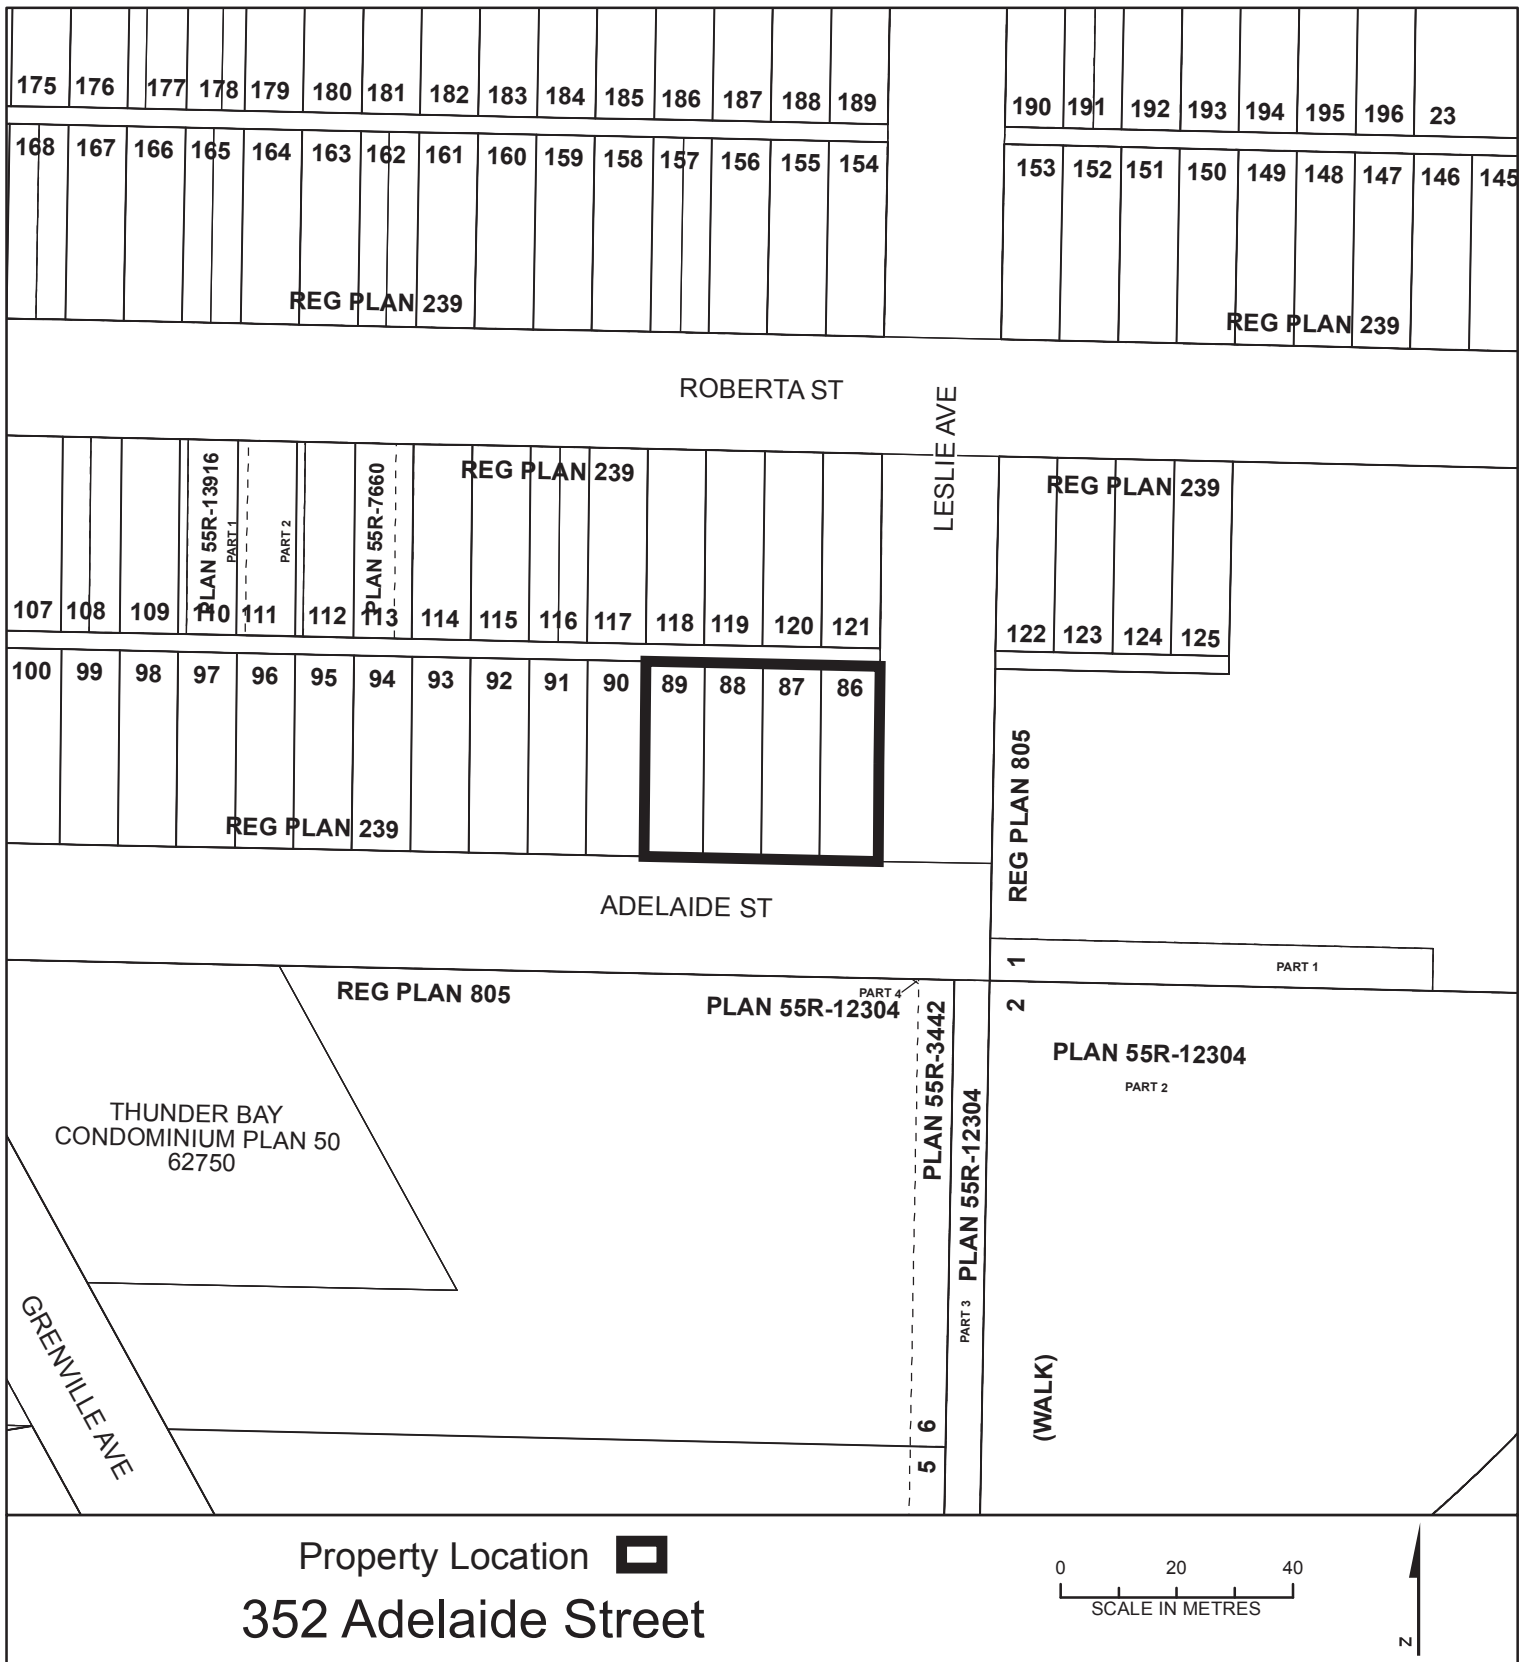 175 176 177 178 179 180 181 182 183 184 185 186 187 188 189 190 191 192 193 194 195 196 23
168 167 166 165 164 163 162 161 160 159 158 157 156 155 154 153 152 151 150 149 148 147 146 145
REG PLAN 239
REG PLAN 239
ROBERTA ST
LESLIE AVE
REG PLAN 239
REG PLAN 239
PLAN 55R-13916
PART 1
PART 2
PLAN 55R-7660
107 108 109 110 111 112 113 114 115 116 117 118 119 120 121 122 123 124 125
100 99 98 97 96 95 94 93 92 91 90 89 88 87 86
REG PLAN 239
REG PLAN 805
ADELAIDE ST
1
PART 1
REG PLAN 805
PLAN 55R-12304
PART 4
2
PLAN 55R-3442
PLAN 55R-12304
PART 3
PLAN 55R-12304
PART 2
THUNDER BAY
CONDOMINIUM PLAN 50
62750
GRENVILLE AVE
(WALK)
6
5
Property Location
352 Adelaide Street
0 20 40
SCALE IN METRES
Z